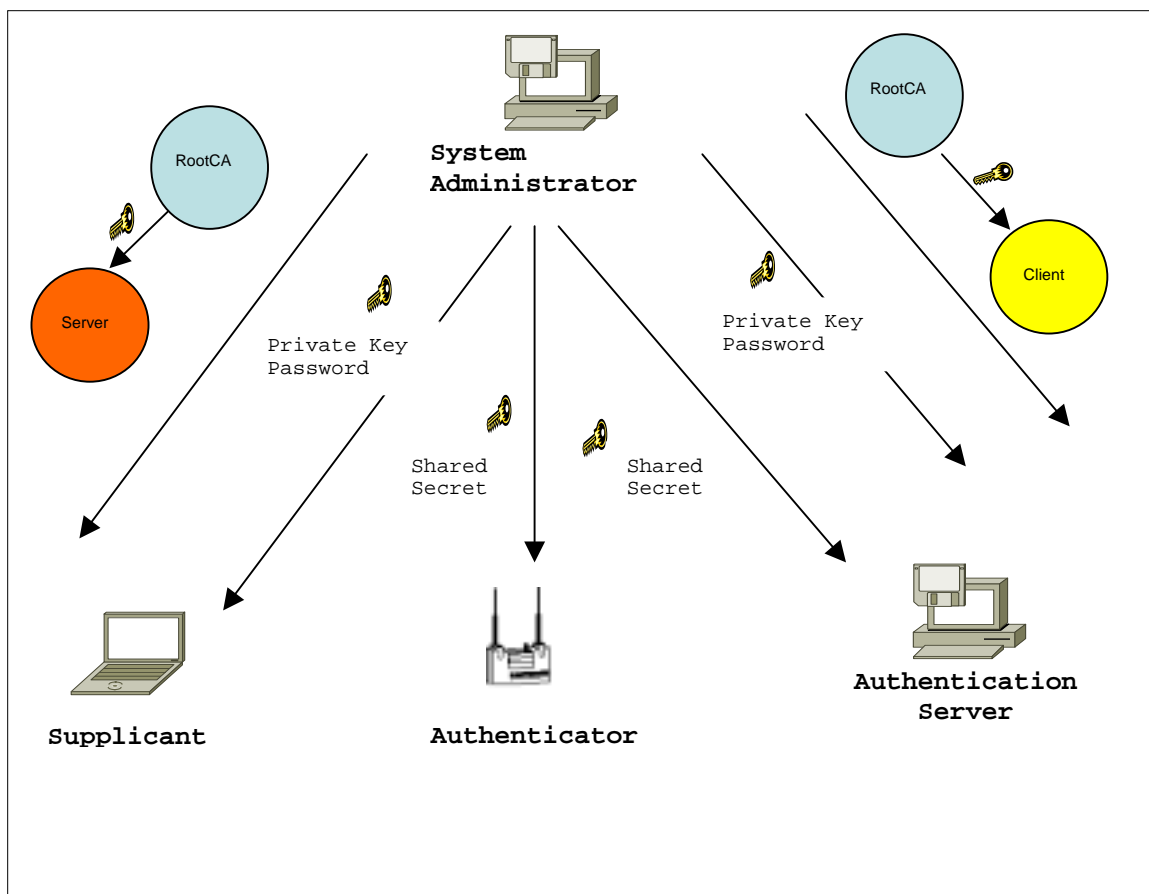 RootCA
RootCA
System
Administrator
Server
Client
Private Key
Password
Private Key
Password
Shared
Secret
Shared
Secret
Supplicant
Authenticator
Authentication
Server